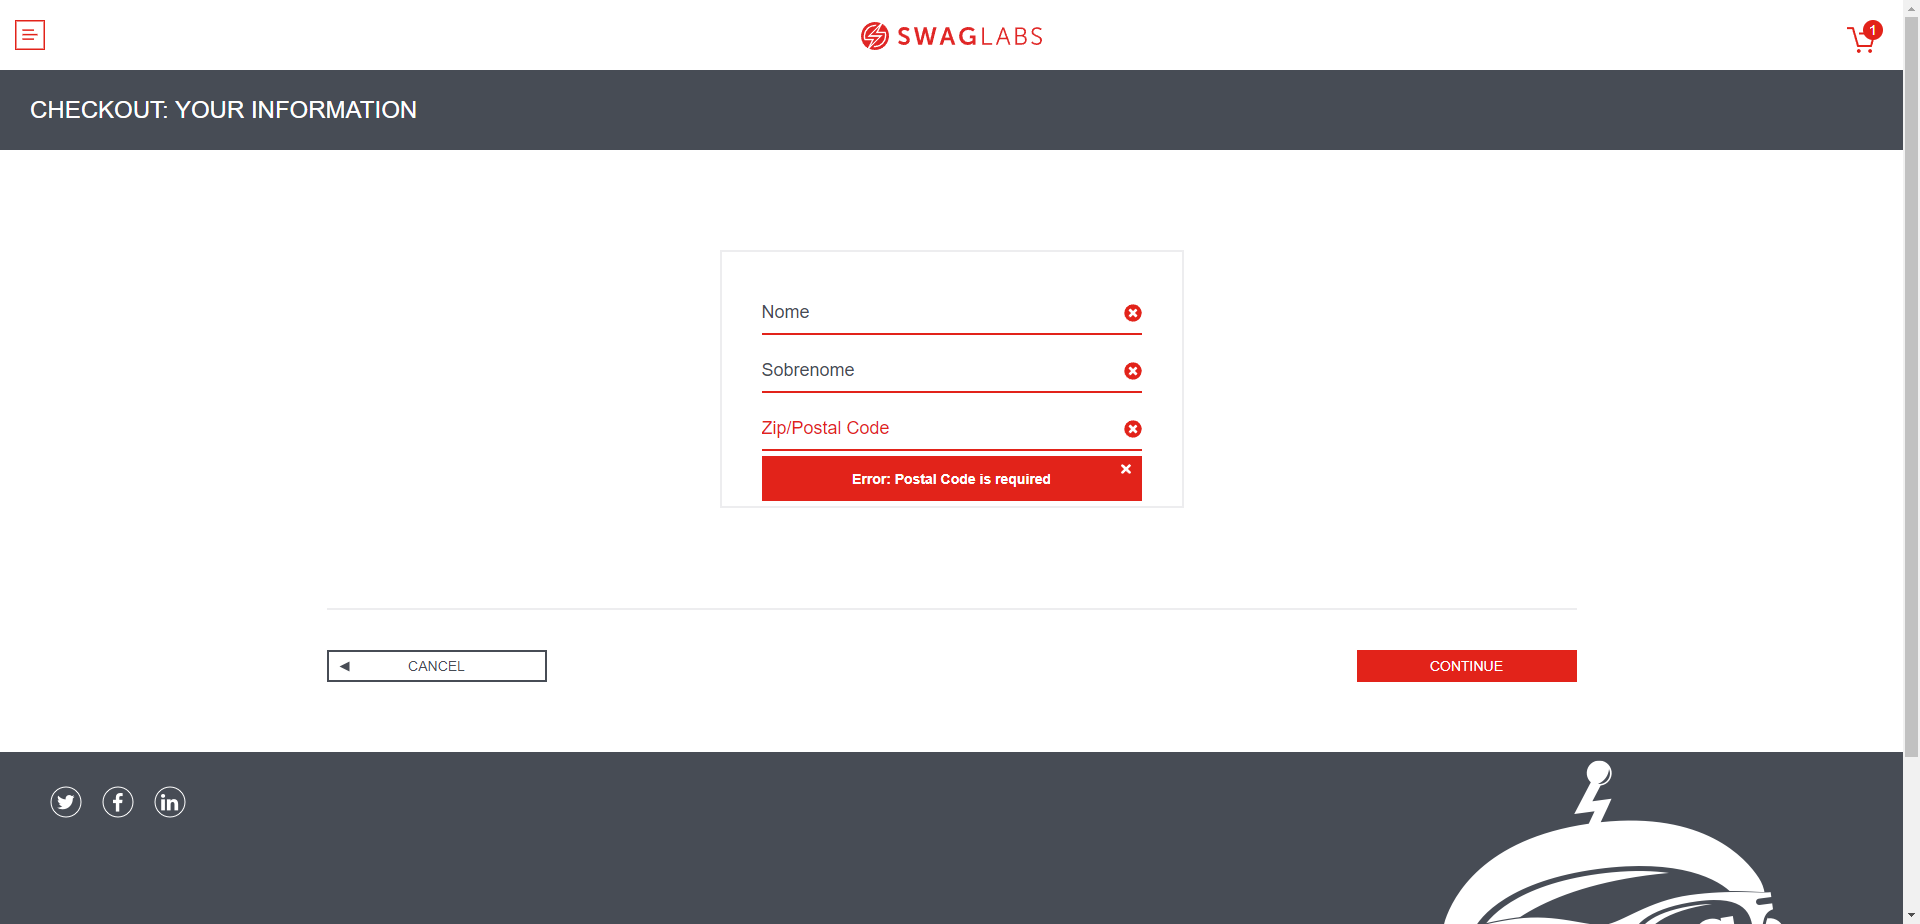 SWAGLABS
1
CHECKOUT: YOUR INFORMATION
Nome
Sobrenome
Zip/Postal Code
Error: Postal Code is required
CANCEL
CONTINUE